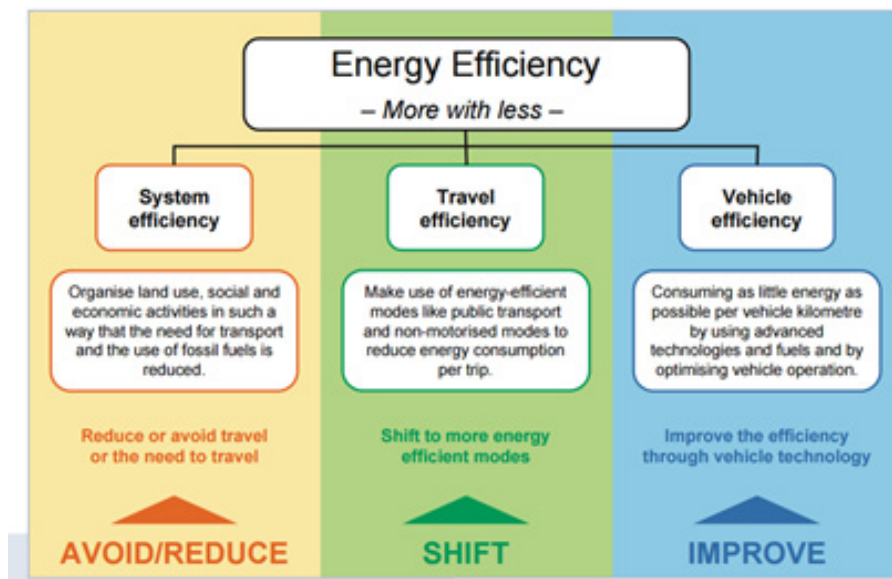 Energy Efficiency
– More with less –
System
efficiency
Travel
efficiency
Vehicle
efficiency
Organise land use, social and
economic activities in such a
way that the need for transport
and the use of fossil fuels is
reduced.
Make use of energy-efficient
modes like public transport
and non-motorised modes to
reduce energy consumption
per trip.
Consuming as little energy as
possible per vehicle kilometre
by using advanced
technologies and fuels and by
optimising vehicle operation.
Reduce or avoid travel
or the need to travel
Shift to more energy
efficient modes
Improve the efficiency
through vehicle technology
AVOID/REDUCE
SHIFT
IMPROVE